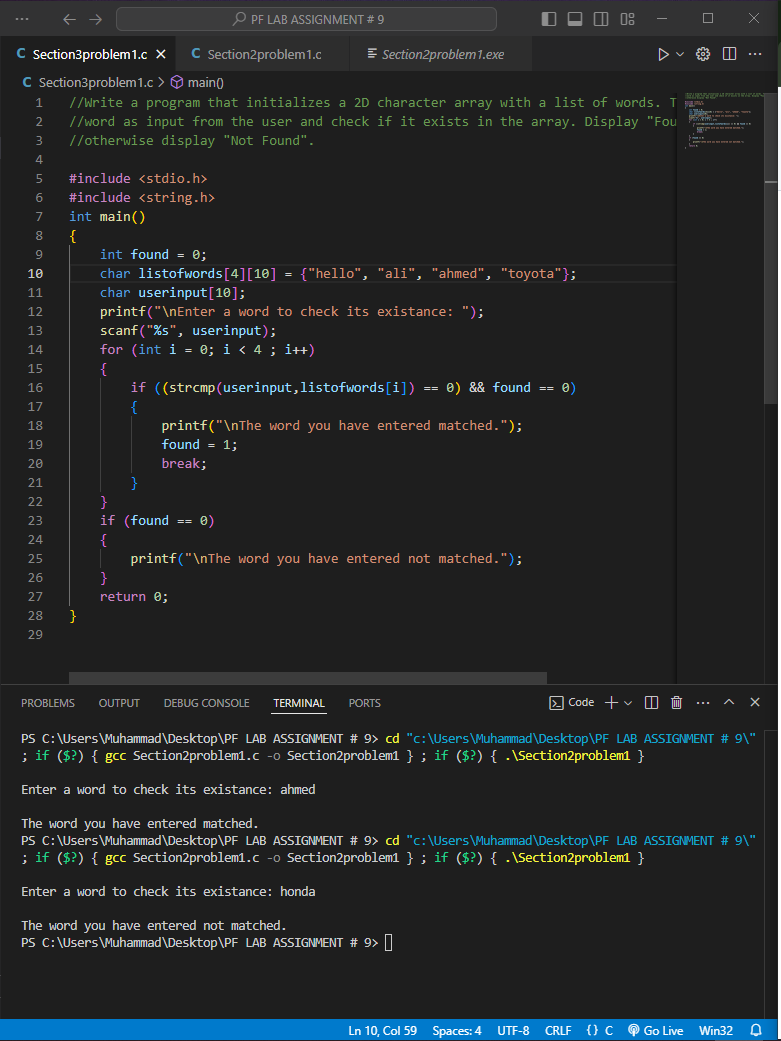 PF LAB ASSIGNMENT # 9
C Section3problem1.c
C Section2problem1.c
Section2problem1.exe
C Section3problem1.c > main()
1 //Write a program that initializes a 2D character array with a list of words. T
2 //word as input from the user and check if it exists in the array. Display "Fou
3 //otherwise display "Not Found".
4
5 #include <stdio.h>
6 #include <string.h>
7 int main()
8 {
9 int found = 0;
10 char listofwords[4][10] = {"hello", "ali", "ahmed", "toyota"};
11 char userinput[10];
12 printf("\nEnter a word to check its existance: ");
13 scanf("%s", userinput);
14 for (int i = 0; i < 4 ; i++)
15 {
16 if ((strcmp(userinput,listofwords[i]) == 0) && found == 0)
17 {
18 printf("\nThe word you have entered matched.");
19 found = 1;
20 break;
21 }
22 }
23 if (found == 0)
24 {
25 printf("\nThe word you have entered not matched.");
26 }
27 return 0;
28 }
29
PROBLEMS OUTPUT DEBUG CONSOLE TERMINAL PORTS Code
PS C:\Users\Muhammad\Desktop\PF LAB ASSIGNMENT # 9> cd "c:\Users\Muhammad\Desktop\PF LAB ASSIGNMENT # 9\"
; if ($?) { gcc Section2problem1.c -o Section2problem1 } ; if ($?) { .\Section2problem1 }
Enter a word to check its existance: ahmed
The word you have entered matched.
PS C:\Users\Muhammad\Desktop\PF LAB ASSIGNMENT # 9> cd "c:\Users\Muhammad\Desktop\PF LAB ASSIGNMENT # 9\"
; if ($?) { gcc Section2problem1.c -o Section2problem1 } ; if ($?) { .\Section2problem1 }
Enter a word to check its existance: honda
The word you have entered not matched.
PS C:\Users\Muhammad\Desktop\PF LAB ASSIGNMENT # 9>
Ln 10, Col 59 Spaces: 4 UTF-8 CRLF {} C Go Live Win32